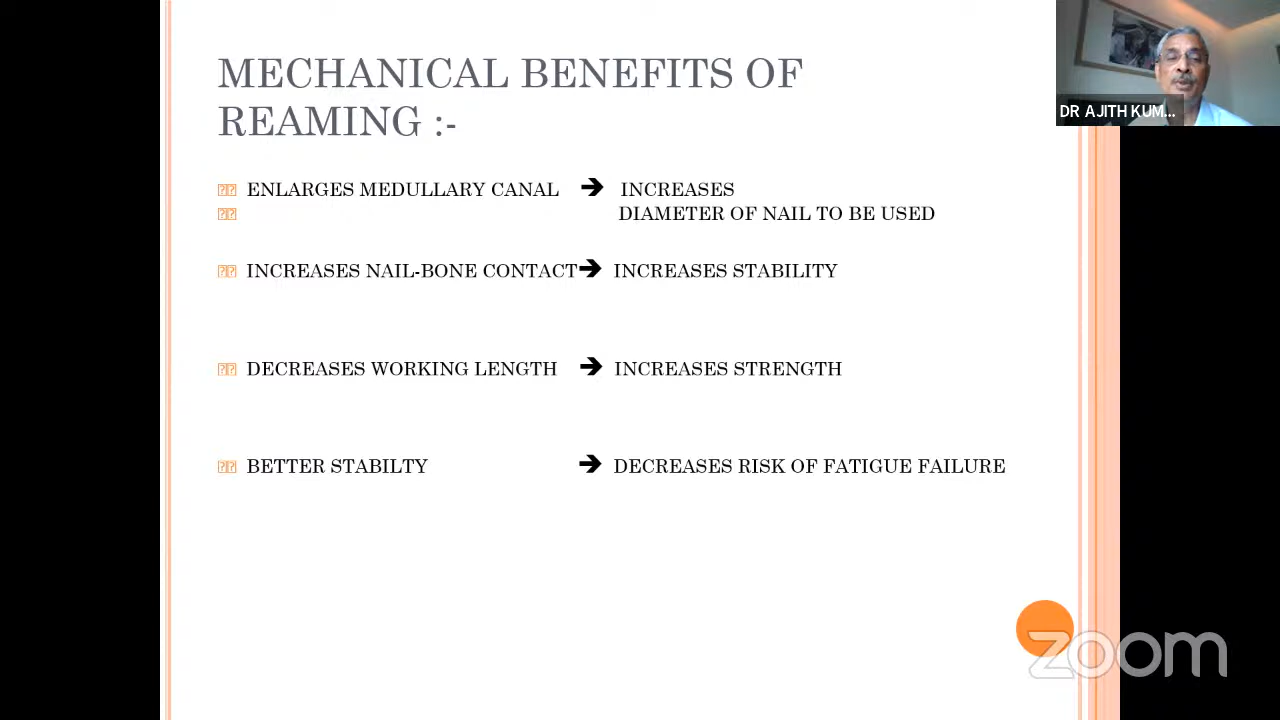 MECHANICAL BENEFITS OF
REAMING :-
ENLARGES MEDULLARY CANAL ➔ INCREASES
DIAMETER OF NAIL TO BE USED
INCREASES NAIL-BONE CONTACT➔ INCREASES STABILITY
DECREASES WORKING LENGTH ➔ INCREASES STRENGTH
BETTER STABILTY ➔ DECREASES RISK OF FATIGUE FAILURE
DR AJITH KUM...
zoom